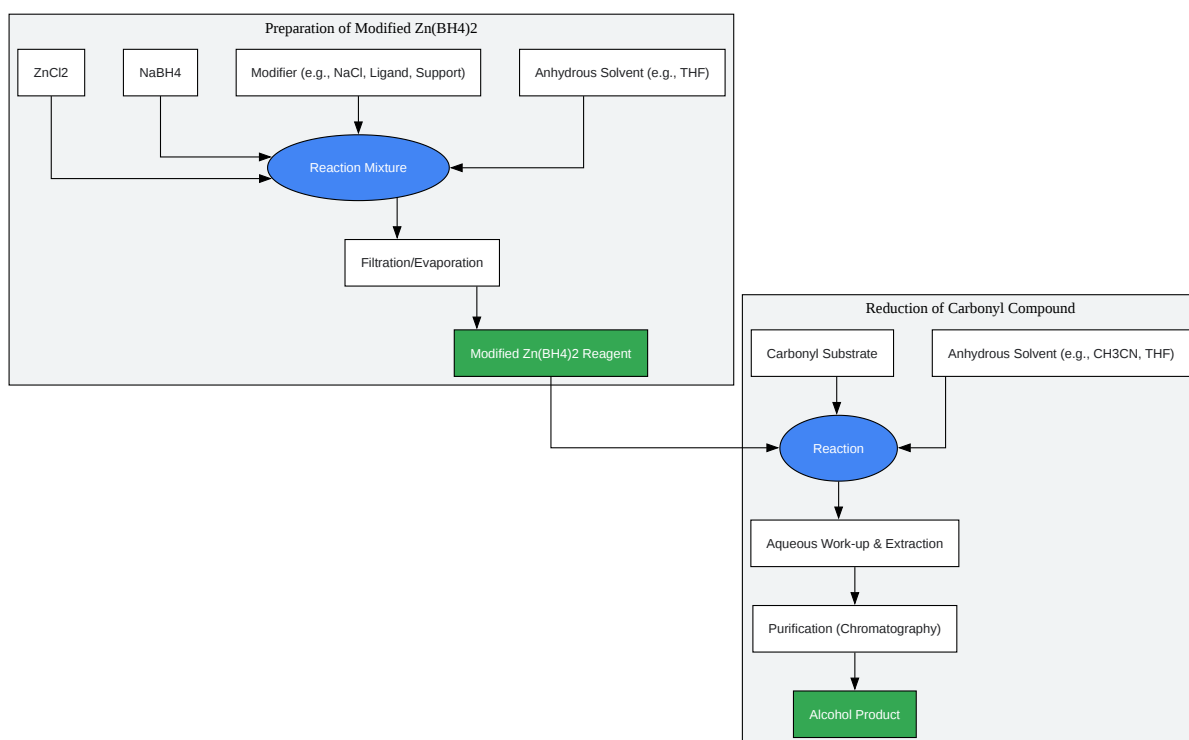 Preparation of Modified Zn(BH4)2
ZnCl2
NaBH4
Modifier (e.g., NaCl, Ligand, Support)
Anhydrous Solvent (e.g., THF)
Reaction Mixture
Filtration/Evaporation
Modified Zn(BH4)2 Reagent
Reduction of Carbonyl Compound
Carbonyl Substrate
Anhydrous Solvent (e.g., CH3CN, THF)
Reaction
Aqueous Work-up & Extraction
Purification (Chromatography)
Alcohol Product